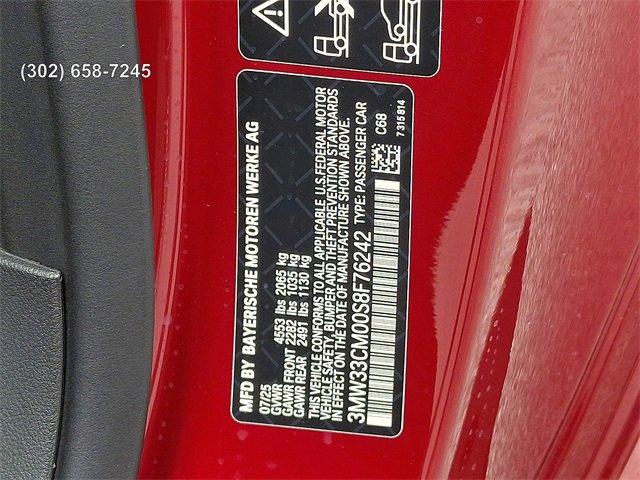 (302) 658-7245
MFD BY BAYERISCHE MOTOREN WERKE AG
07/25
GVWR 4553 lbs 2065 kg
GAWR FRONT 2282 lbs 1035 kg
GAWR REAR 2491 lbs 1130 kg
THIS VEHICLE CONFORMS TO ALL APPLICABLE U.S. FEDERAL MOTOR
VEHICLE SAFETY, BUMPER AND THEFT PREVENTION STANDARDS
IN EFFECT ON THE DATE OF MANUFACTURE SHOWN ABOVE.
3MW33CM00S8F76242 TYPE: PASSENGER CAR
C68
7 315 814